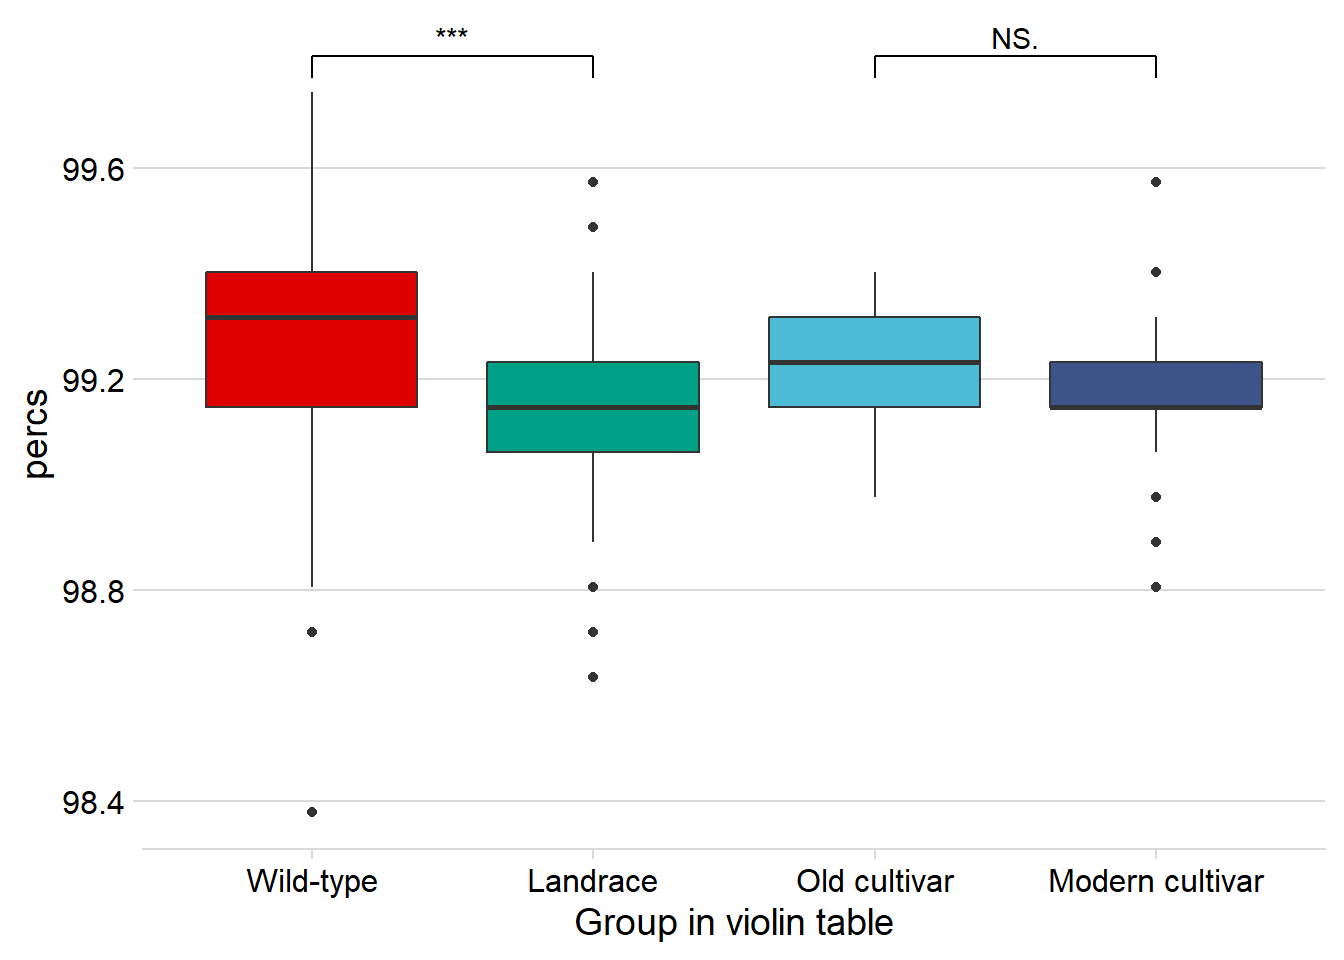 ***
NS.
99.6
99.2
98.8
98.4
percs
Wild-type
Landrace
Old cultivar
Modern cultivar
Group in violin table